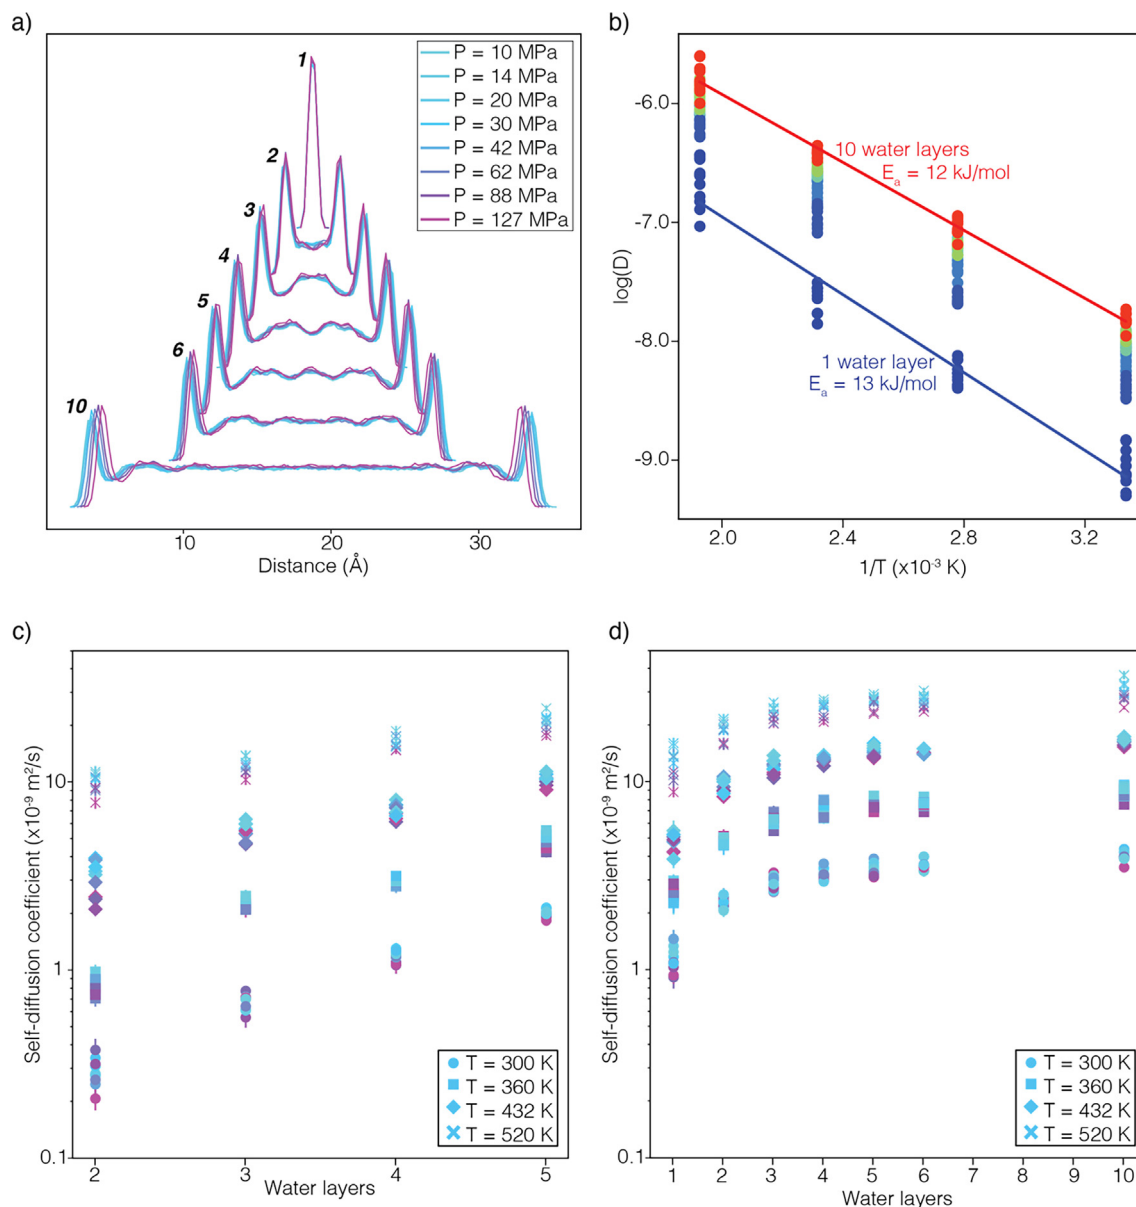 a)
1
2
3
4
5
6
10
P = 10 MPa
P = 14 MPa
P = 20 MPa
P = 30 MPa
P = 42 MPa
P = 62 MPa
P = 88 MPa
P = 127 MPa
10 20 30
Distance (Å)
b)
-6.0
-7.0
-8.0
-9.0
log(D)
10 water layers
Eₐ = 12 kJ/mol
1 water layer
Eₐ = 13 kJ/mol
2.0 2.4 2.8 3.2
1/T (x10⁻³ K)
c)
10
1
0.1
Self-diffusion coefficient (x10⁻⁹ m²/s)
T = 300 K
T = 360 K
T = 432 K
T = 520 K
2 3 4 5
Water layers
d)
10
1
0.1
Self-diffusion coefficient (x10⁻⁹ m²/s)
T = 300 K
T = 360 K
T = 432 K
T = 520 K
1 2 3 4 5 6 7 8 9 10
Water layers